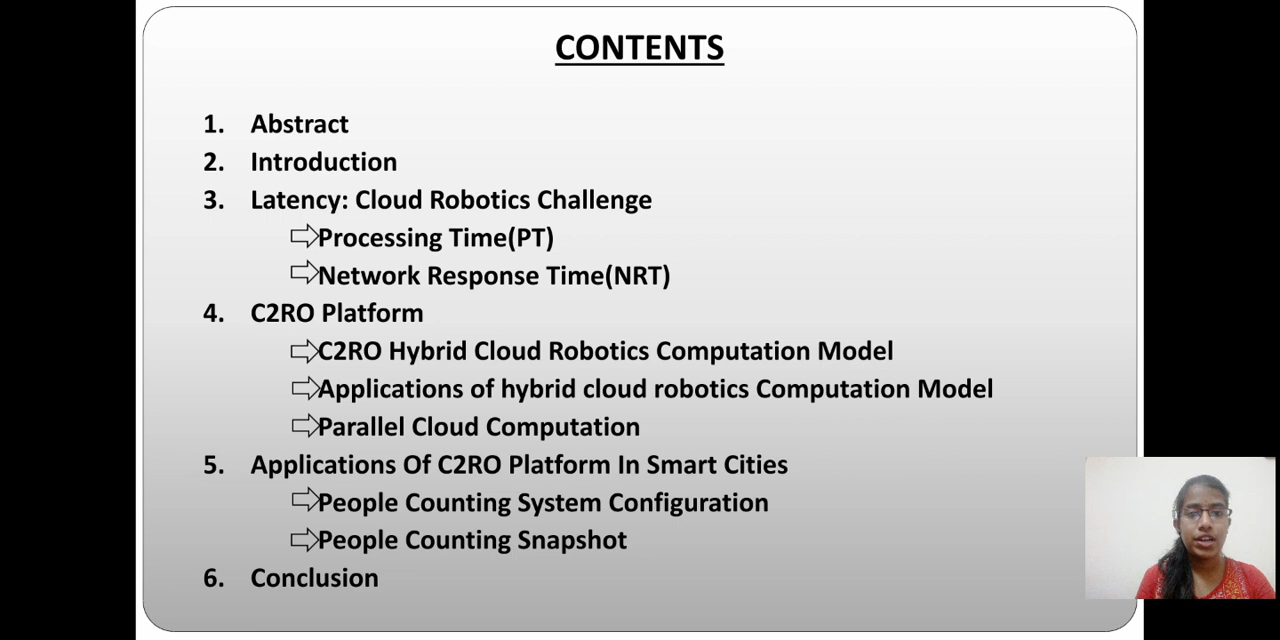 CONTENTS
1. Abstract
2. Introduction
3. Latency: Cloud Robotics Challenge
⇨Processing Time(PT)
⇨Network Response Time(NRT)
4. C2RO Platform
⇨C2RO Hybrid Cloud Robotics Computation Model
⇨Applications of hybrid cloud robotics Computation Model
⇨Parallel Cloud Computation
5. Applications Of C2RO Platform In Smart Cities
⇨People Counting System Configuration
⇨People Counting Snapshot
6. Conclusion